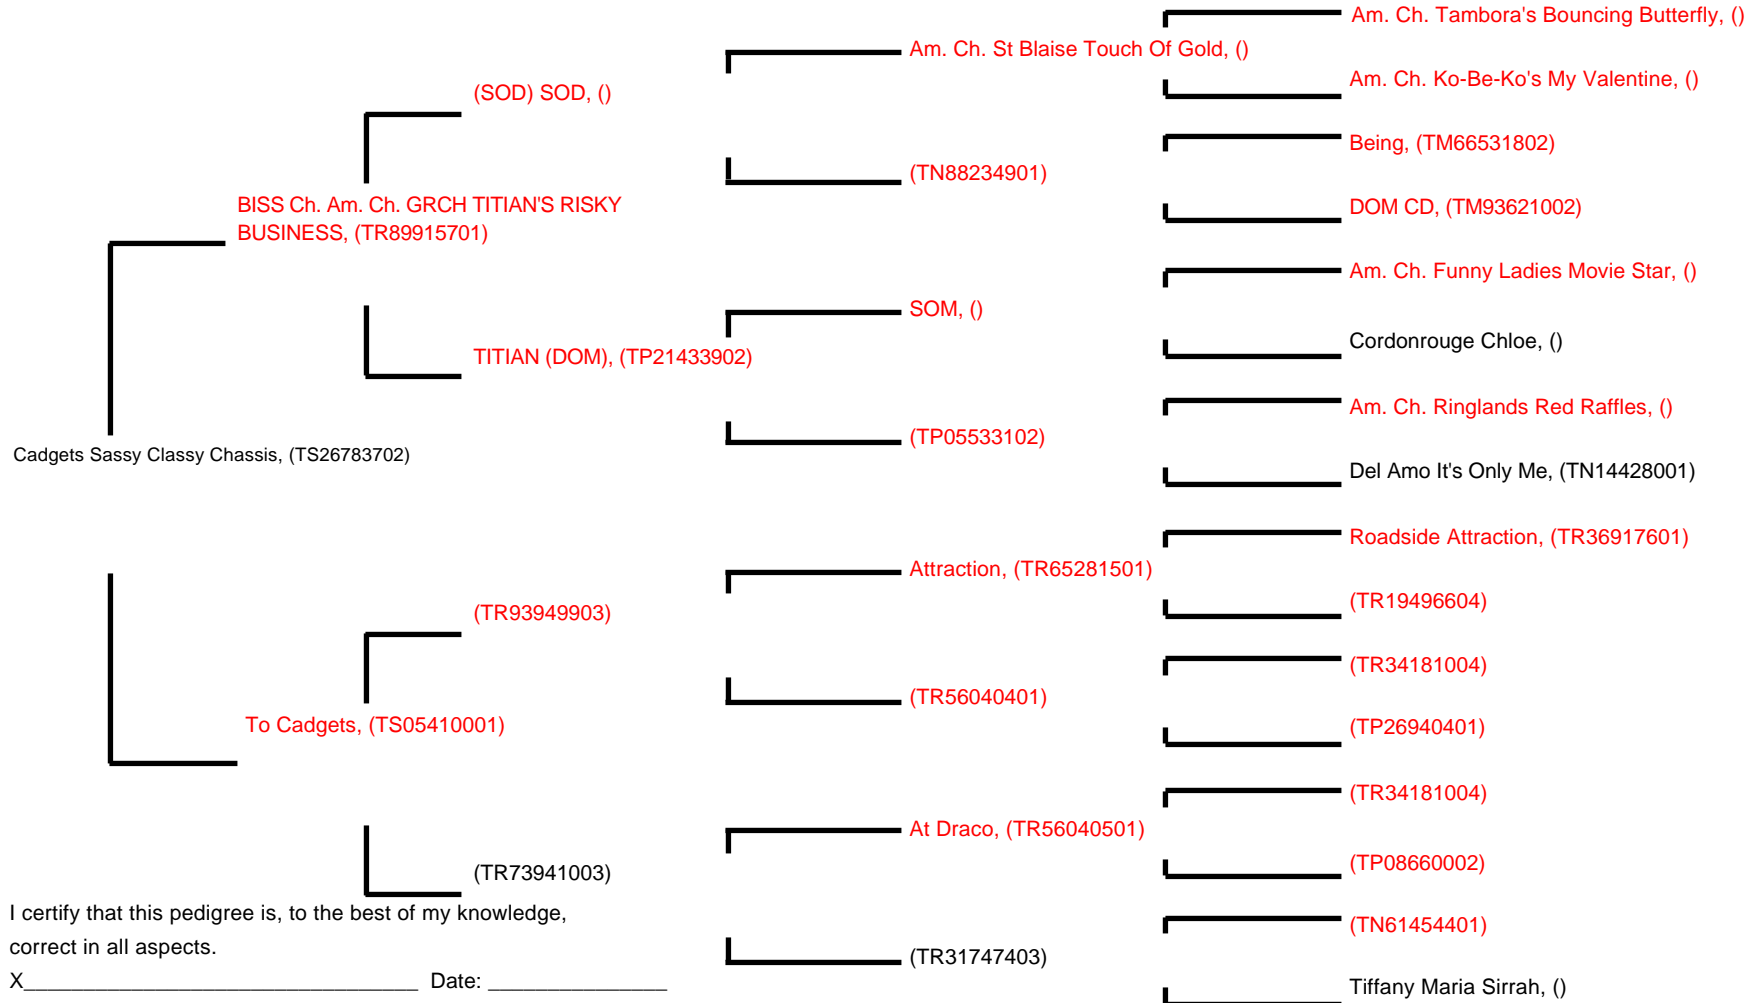 Am. Ch. Tambora's Bouncing Butterfly, ()
Am. Ch. St Blaise Touch Of Gold, ()
Am. Ch. Ko-Be-Ko's My Valentine, ()
(SOD) SOD, ()
Being, (TM66531802)
(TN88234901)
DOM CD, (TM93621002)
BISS Ch. Am. Ch. GRCH TITIAN'S RISKY
BUSINESS, (TR89915701)
Am. Ch. Funny Ladies Movie Star, ()
SOM, ()
Cordonrouge Chloe, ()
TITIAN (DOM), (TP21433902)
Am. Ch. Ringlands Red Raffles, ()
(TP05533102)
Del Amo It's Only Me, (TN14428001)
Cadgets Sassy Classy Chassis, (TS26783702)
Roadside Attraction, (TR36917601)
Attraction, (TR65281501)
(TR19496604)
(TR93949903)
(TR34181004)
(TR56040401)
(TP26940401)
To Cadgets, (TS05410001)
(TR34181004)
At Draco, (TR56040501)
(TP08660002)
(TR73941003)
(TN61454401)
(TR31747403)
Tiffany Maria Sirrah, ()
I certify that this pedigree is, to the best of my knowledge,
correct in all aspects.
X_________________________________ Date: _______________